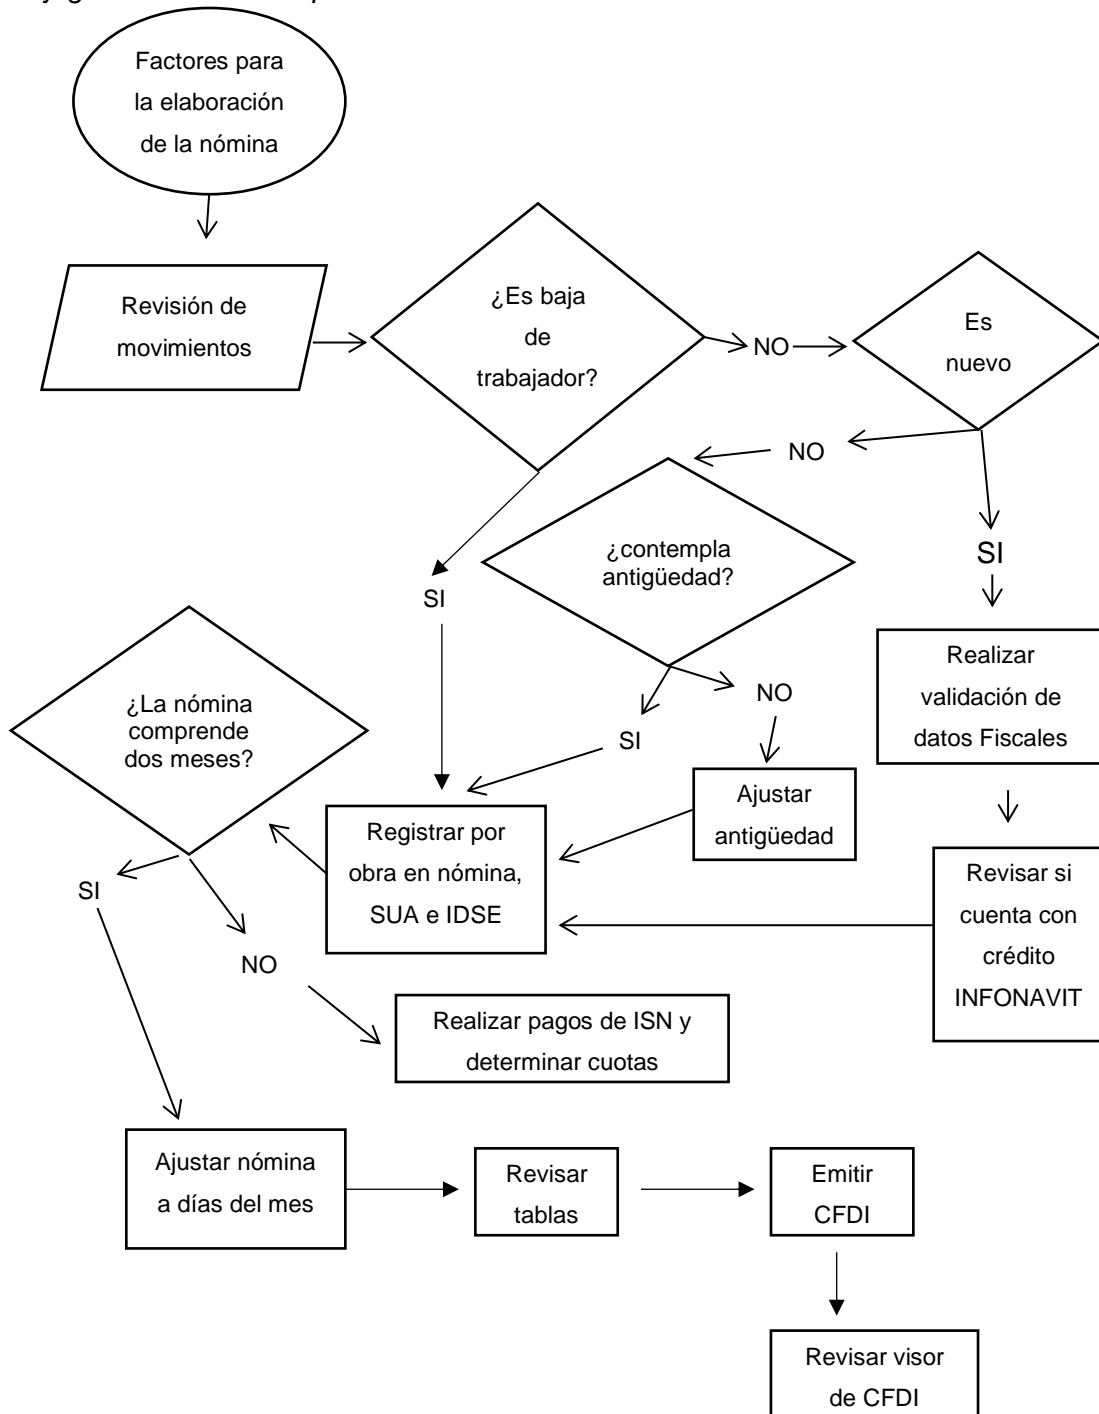 Factores para
la elaboración
de la nómina
Revisión de
movimientos
¿Es baja
de
trabajador?
NO
Es
nuevo
NO
SI
¿contempla
antigüedad?
SI
NO
SI
Realizar
validación de
datos Fiscales
¿La nómina
comprende
dos meses?
Ajustar
antigüedad
Registrar por
obra en nómina,
SUA e IDSE
Revisar si
cuenta con
crédito
INFONAVIT
SI
NO
Realizar pagos de ISN y
determinar cuotas
Ajustar nómina
a días del mes
Revisar
tablas
Emitir
CFDI
Revisar visor
de CFDI